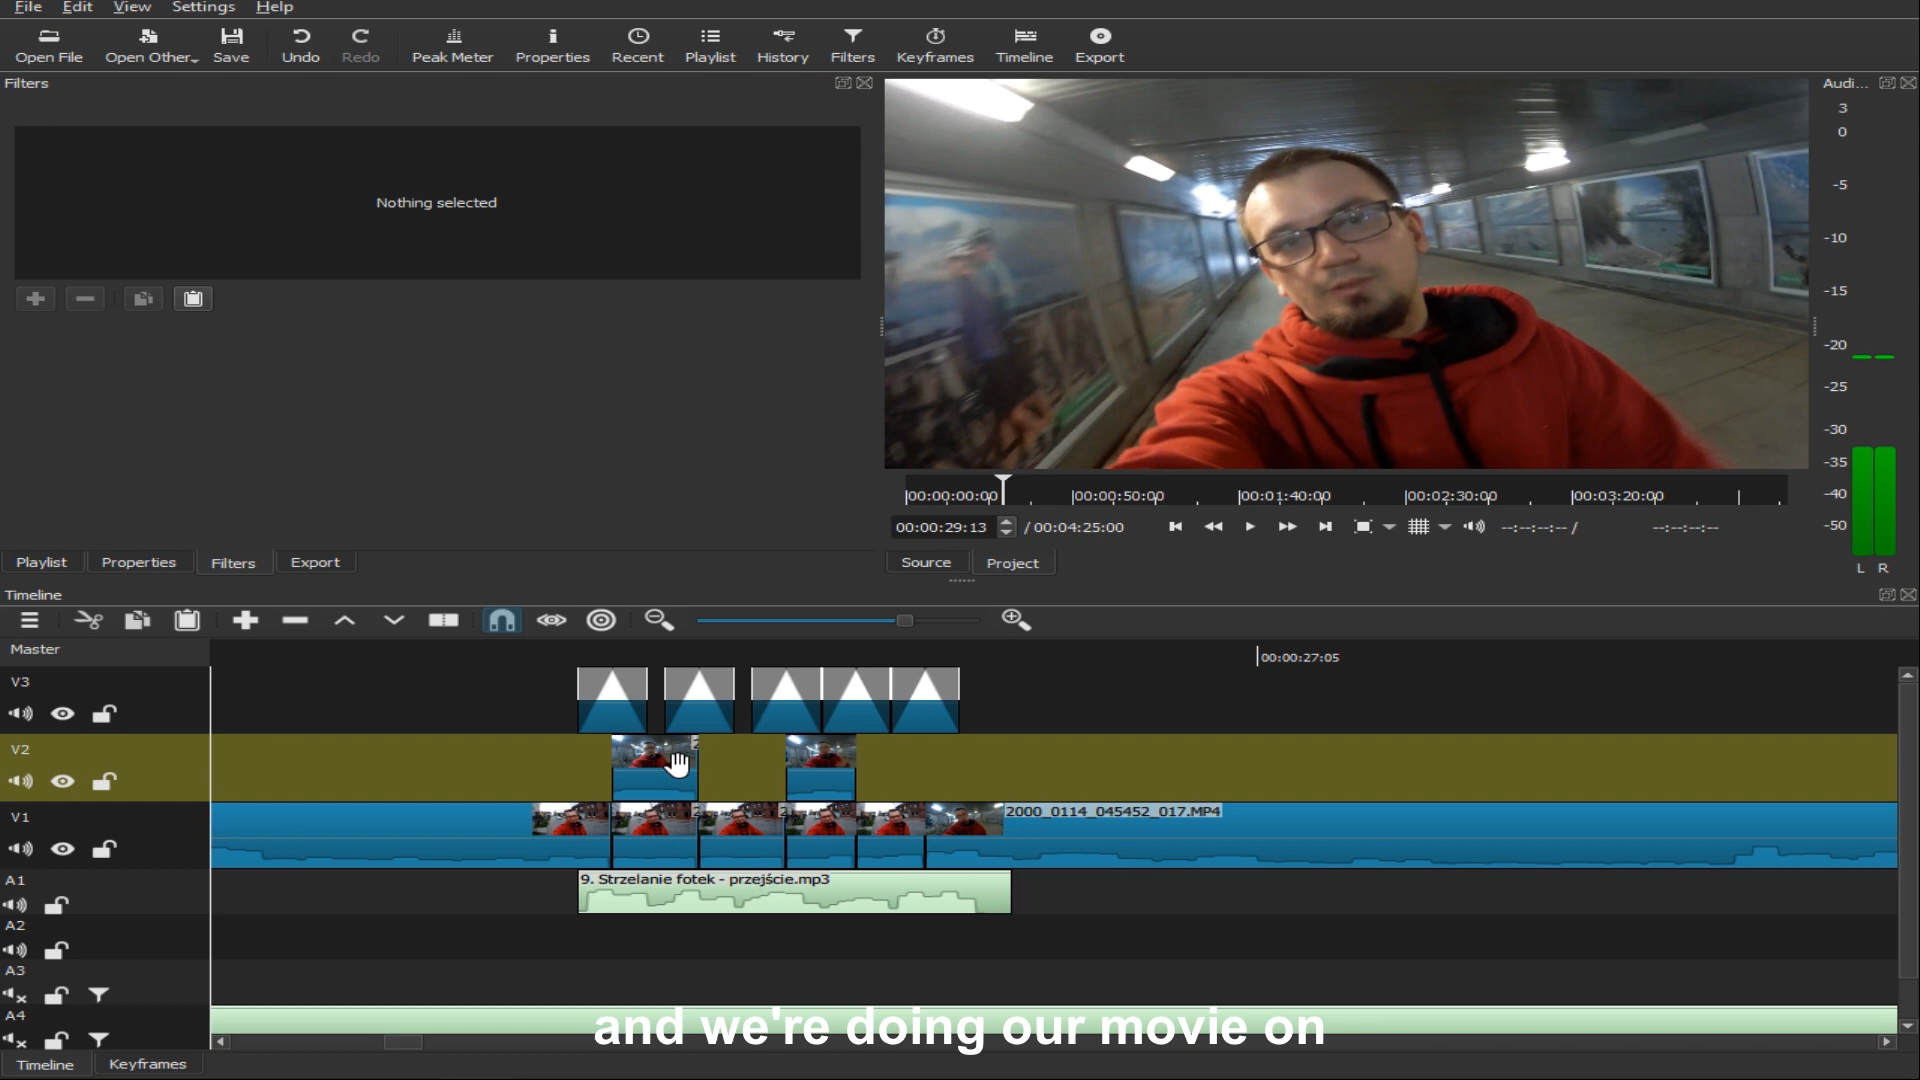 File Edit View Settings Help
Open File Open Other... Save Undo Redo Peak Meter Properties Recent Playlist History Filters Keyframes Timeline Export
Filters
Audi...
Nothing selected
3
0
-5
-10
-15
-20
-25
-30
-35
-40
-50
L R
00:00:00:00 00:00:50:00 00:01:40:00 00:02:30:00 00:03:20:00
00:00:29:13 / 00:04:25:00 --:--:--:-- / --:--:--:--
Playlist Properties Filters Export
Source Project
Timeline
Master
00:00:27:05
V3
V2
V1
2000_0114_045452_017.MP4
A1
9. Strzelanie fotek - przejście.mp3
A2
A3
A4
and we're doing our movie on
Timeline Keyframes